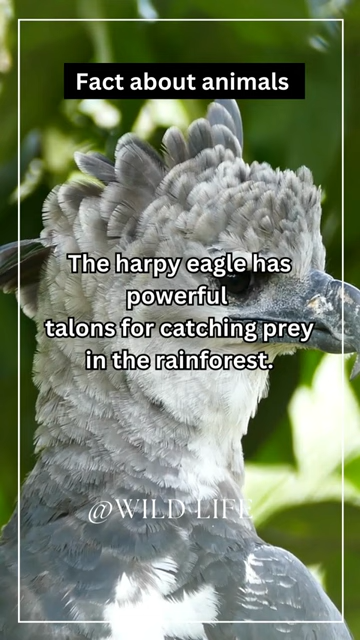 Fact about animals
The harpy eagle has
powerful
talons for catching prey
in the rainforest.
@WILD LIFE